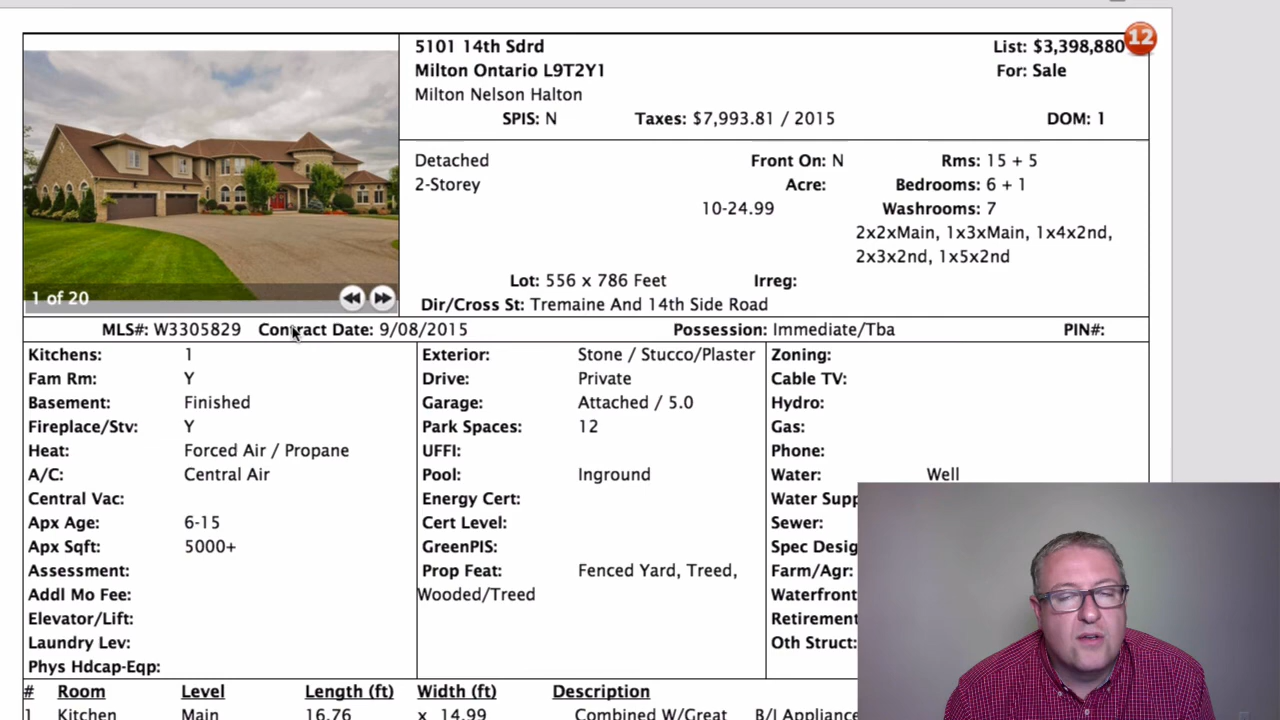 12
5101 14th Sdrd List: $3,398,880
Milton Ontario L9T2Y1 For: Sale
Milton Nelson Halton
SPIS: N Taxes: $7,993.81 / 2015 DOM: 1
Detached Front On: N Rms: 15 + 5
2-Storey Acre: Bedrooms: 6 + 1
10-24.99 Washrooms: 7
2x2xMain, 1x3xMain, 1x4x2nd,
2x3x2nd, 1x5x2nd
Lot: 556 x 786 Feet Irreg:
1 of 20
Dir/Cross St: Tremaine And 14th Side Road
MLS#: W3305829 Contract Date: 9/08/2015 Possession: Immediate/Tba PIN#:
Kitchens: 1 Exterior: Stone / Stucco/Plaster Zoning:
Fam Rm: Y Drive: Private Cable TV:
Basement: Finished Garage: Attached / 5.0 Hydro:
Fireplace/Stv: Y Park Spaces: 12 Gas:
Heat: Forced Air / Propane UFFI: Phone:
A/C: Central Air Pool: Inground Water: Well
Central Vac: Energy Cert: Water Supp
Apx Age: 6-15 Cert Level: Sewer:
Apx Sqft: 5000+ GreenPIS: Spec Desig
Assessment: Prop Feat: Fenced Yard, Treed, Farm/Agr:
Addl Mo Fee: Wooded/Treed Waterfront
Elevator/Lift: Retirement
Laundry Lev: Oth Struct:
Phys Hdcap-Eqp:
# Room Level Length (ft) Width (ft) Description
1 Kitchen Main 16.76 x 14.99 Combined W/Great B/I Appliance